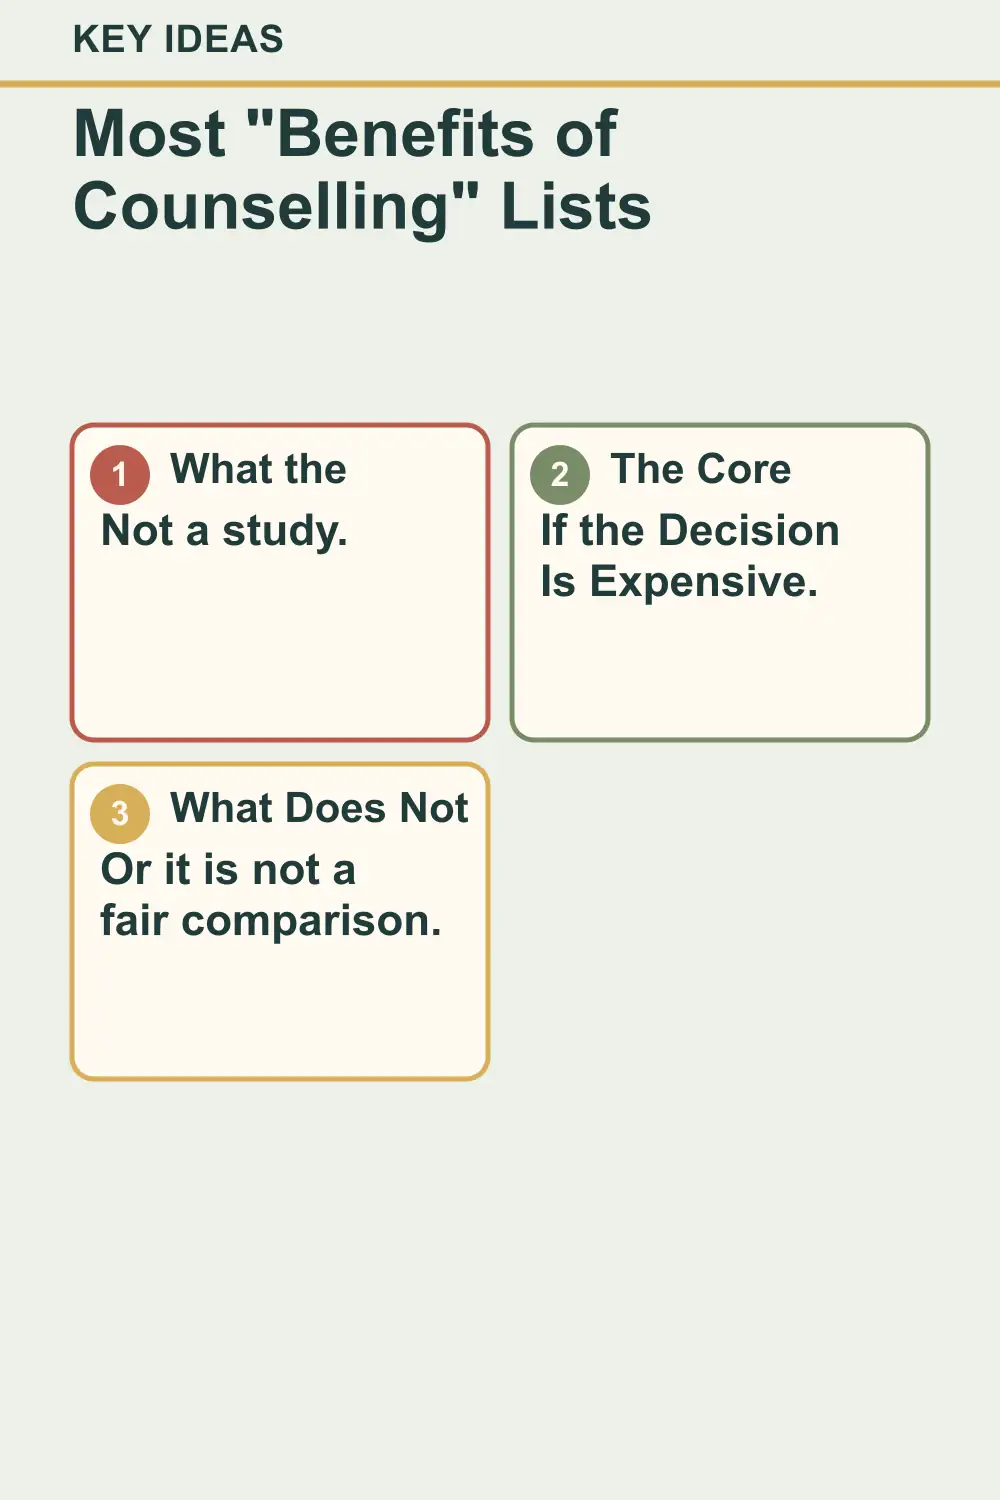 KEY IDEAS
Most "Benefits of
Counselling" Lists
1 What the
Not a study.
2 The Core
If the Decision
Is Expensive.
3 What Does Not
Or it is not a
fair comparison.